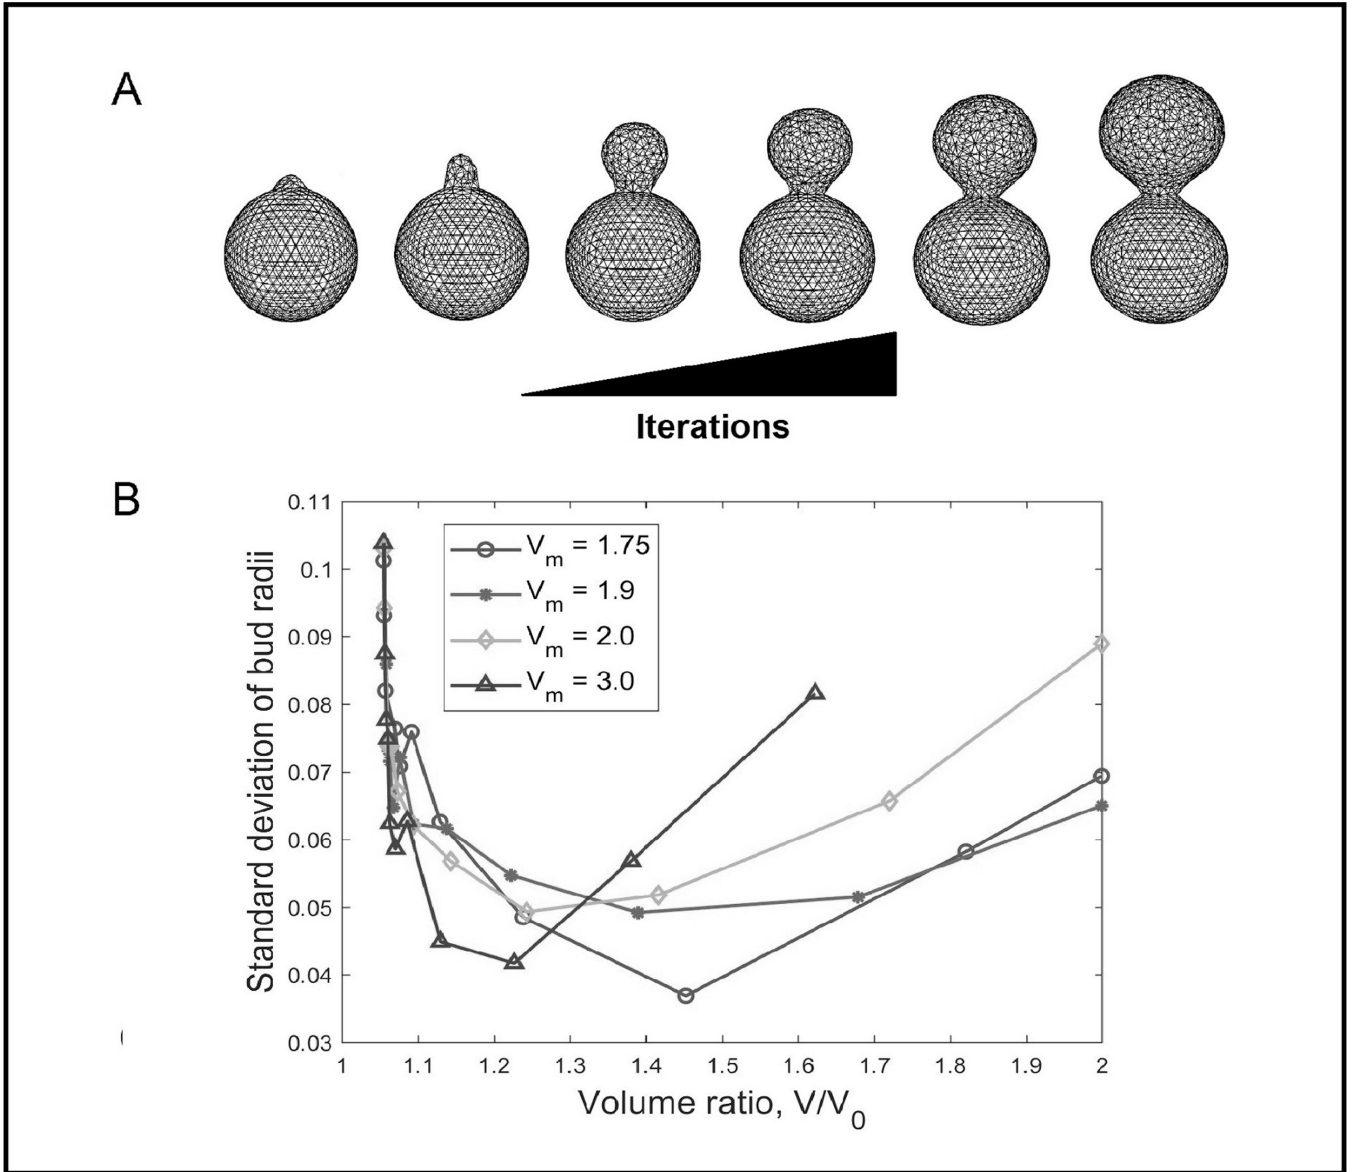 A
Iterations
B
Standard deviation of bud radii
0.11
0.1
0.09
0.08
0.07
0.06
0.05
0.04
0.03
V_m = 1.75
V_m = 1.9
V_m = 2.0
V_m = 3.0
1 1.1 1.2 1.3 1.4 1.5 1.6 1.7 1.8 1.9 2
Volume ratio, V/V_0